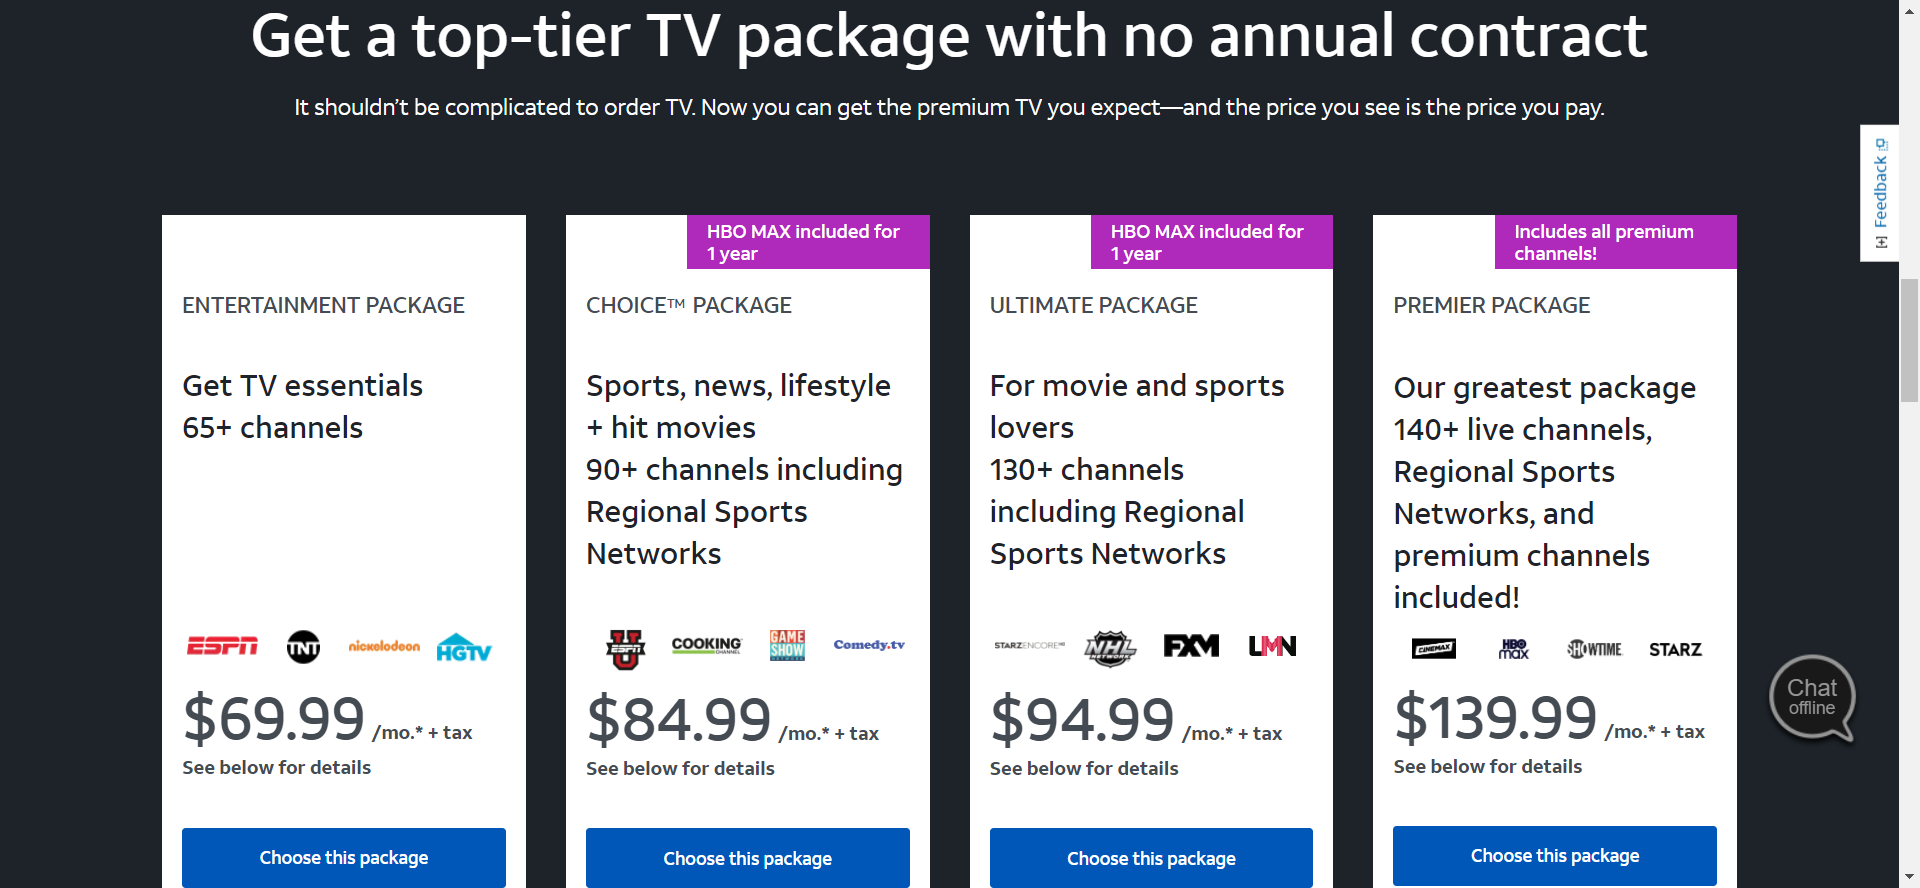 Get a top-tier TV package with no annual contract
It shouldn't be complicated to order TV. Now you can get the premium TV you expect—and the price you see is the price you pay.
[+] Feedback
HBO MAX included for
1 year
HBO MAX included for
1 year
Includes all premium
channels!
ENTERTAINMENT PACKAGE
Get TV essentials
65+ channels
ESPN TNT nickelodeon HGTV
$69.99 /mo.* + tax
See below for details
Choose this package
CHOICE™ PACKAGE
Sports, news, lifestyle
+ hit movies
90+ channels including
Regional Sports
Networks
ESPN U COOKING CHANNEL GAME SHOW NETWORK Comedy.tv
$84.99 /mo.* + tax
See below for details
Choose this package
ULTIMATE PACKAGE
For movie and sports
lovers
130+ channels
including Regional
Sports Networks
STARZENCORE NHL NETWORK FXM LMN
$94.99 /mo.* + tax
See below for details
Choose this package
PREMIER PACKAGE
Our greatest package
140+ live channels,
Regional Sports
Networks, and
premium channels
included!
CINEMAX HBO max SHOWTIME STARZ
$139.99 /mo.* + tax
See below for details
Choose this package
Chat
offline